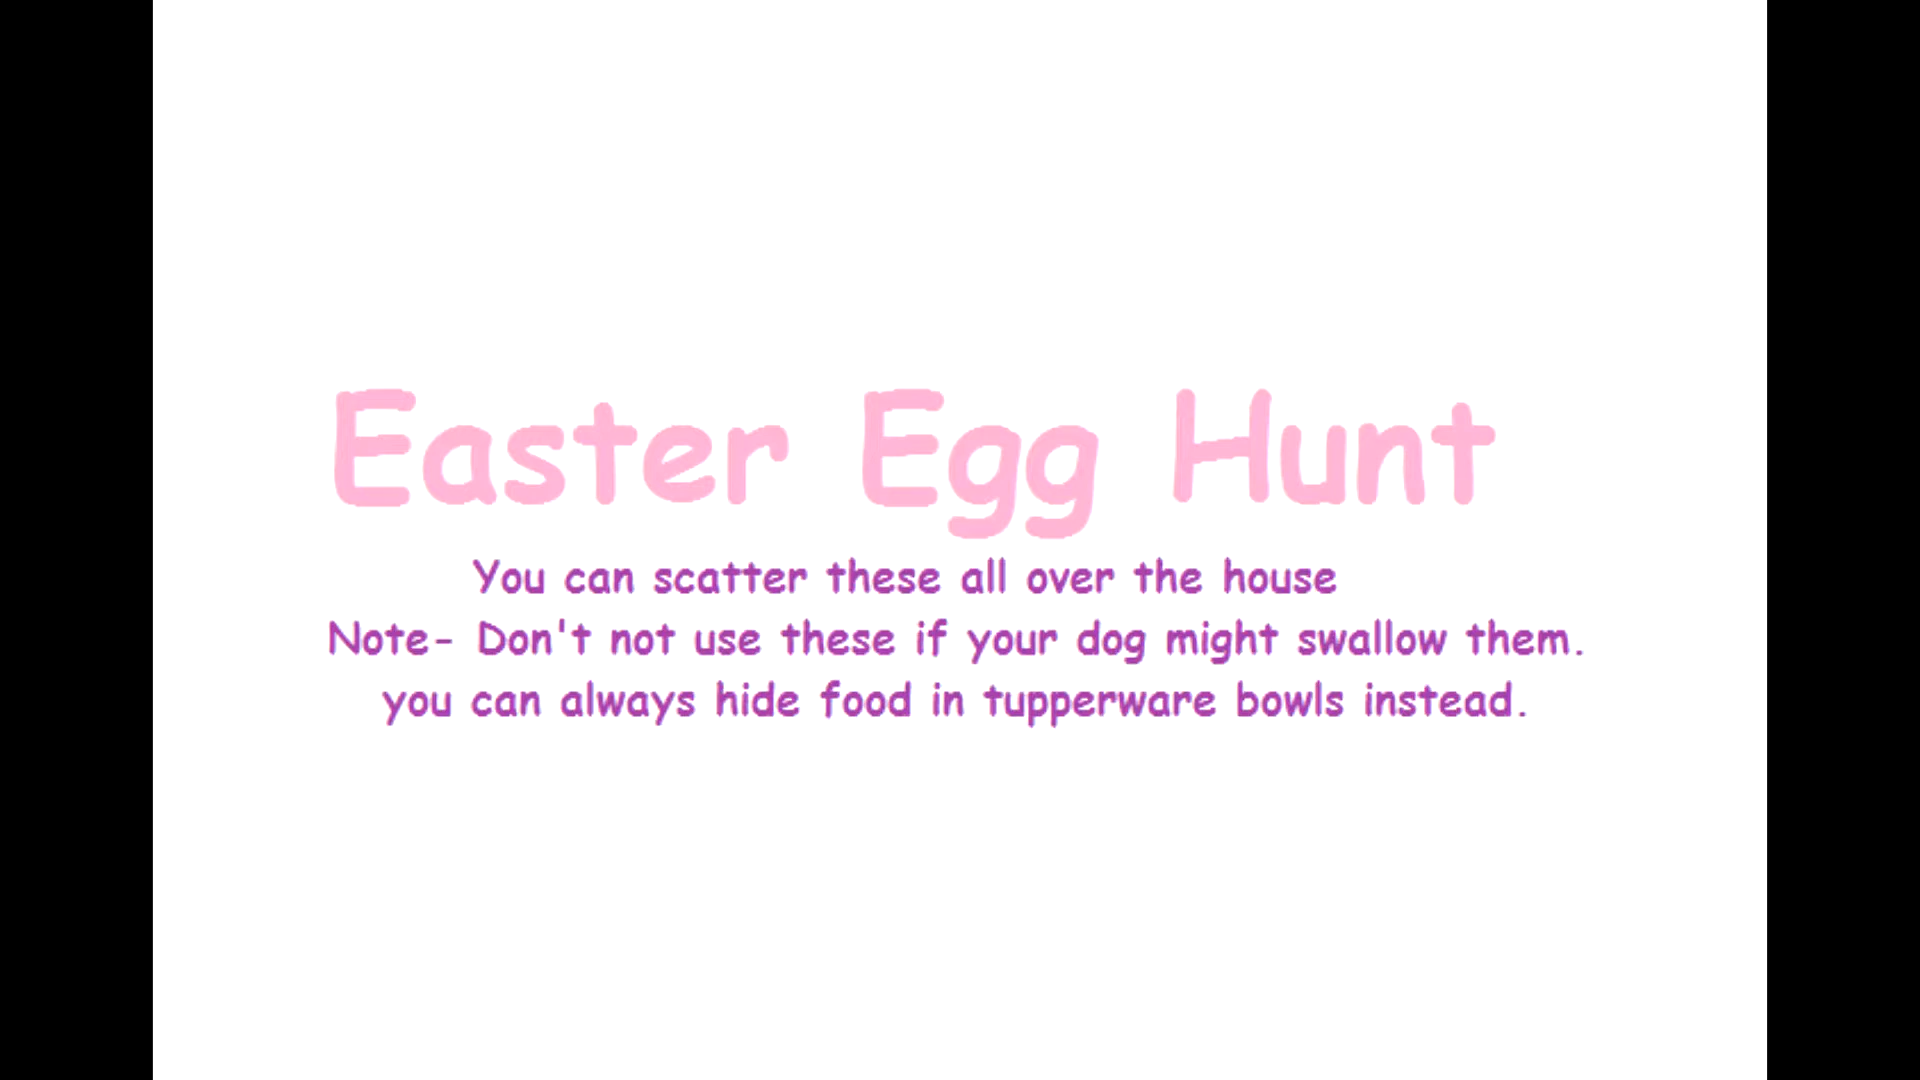 Easter Egg Hunt
You can scatter these all over the house
Note- Don't not use these if your dog might swallow them.
you can always hide food in tupperware bowls instead.